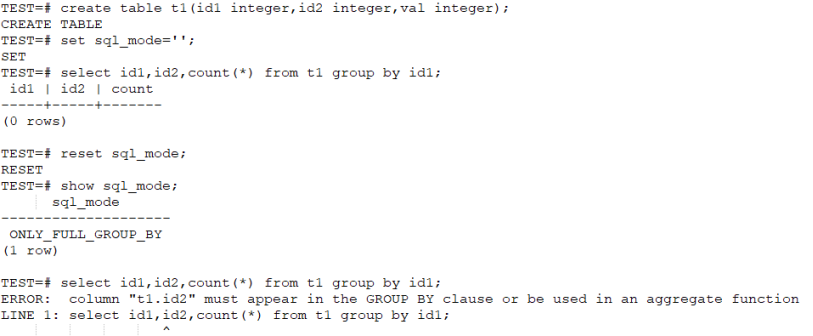 TEST=# create table t1(id1 integer,id2 integer,val integer);
CREATE TABLE
TEST=# set sql_mode='';
SET
TEST=# select id1,id2,count(*) from t1 group by id1;
 id1 | id2 | count
-----+-----+-------
(0 rows)

TEST=# reset sql_mode;
RESET
TEST=# show sql_mode;
      sql_mode
--------------------
 ONLY_FULL_GROUP_BY
(1 row)

TEST=# select id1,id2,count(*) from t1 group by id1;
ERROR:  column "t1.id2" must appear in the GROUP BY clause or be used in an aggregate function
LINE 1: select id1,id2,count(*) from t1 group by id1;
                   ^